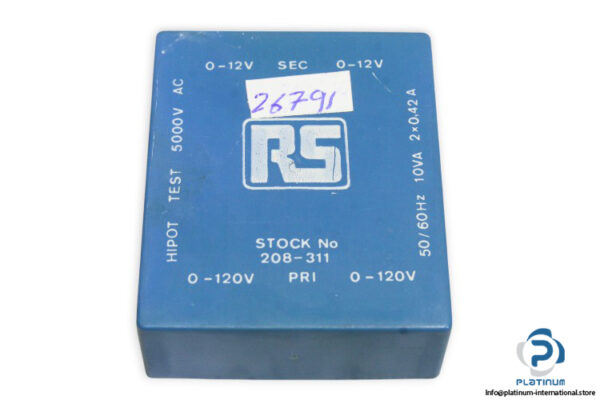 0-12V SEC 0-12V
26791
HIPOT TEST 5000V AC
RS
50/60Hz 10VA 2×0.42A
STOCK No
208-311
0-120V PRI 0-120V
PLATINUM
www.platinum-international.store